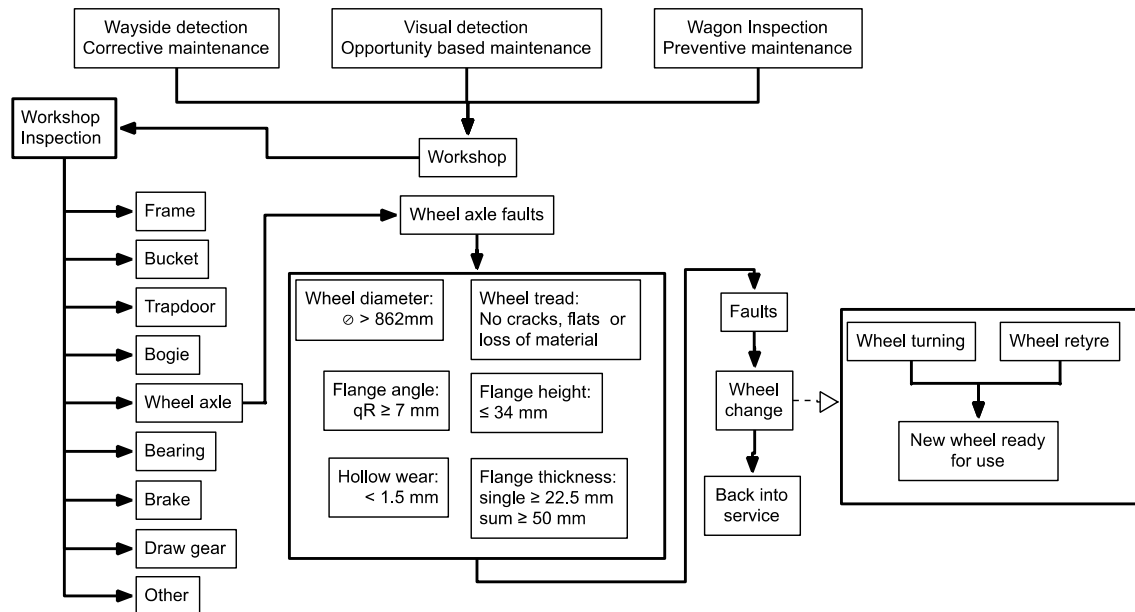 Wayside detection
Corrective maintenance
Visual detection
Opportunity based maintenance
Wagon Inspection
Preventive maintenance
Workshop
Inspection
Workshop
Frame
Bucket
Trapdoor
Bogie
Wheel axle
Bearing
Brake
Draw gear
Other
Wheel axle faults
Wheel diameter:
⌀ > 862mm
Wheel tread:
No cracks, flats or
loss of material
Flange angle:
qR ≥ 7 mm
Flange height:
≤ 34 mm
Hollow wear:
< 1.5 mm
Flange thickness:
single ≥ 22.5 mm
sum ≥ 50 mm
Faults
Wheel
change
Back into
service
Wheel turning
Wheel retyre
New wheel ready
for use